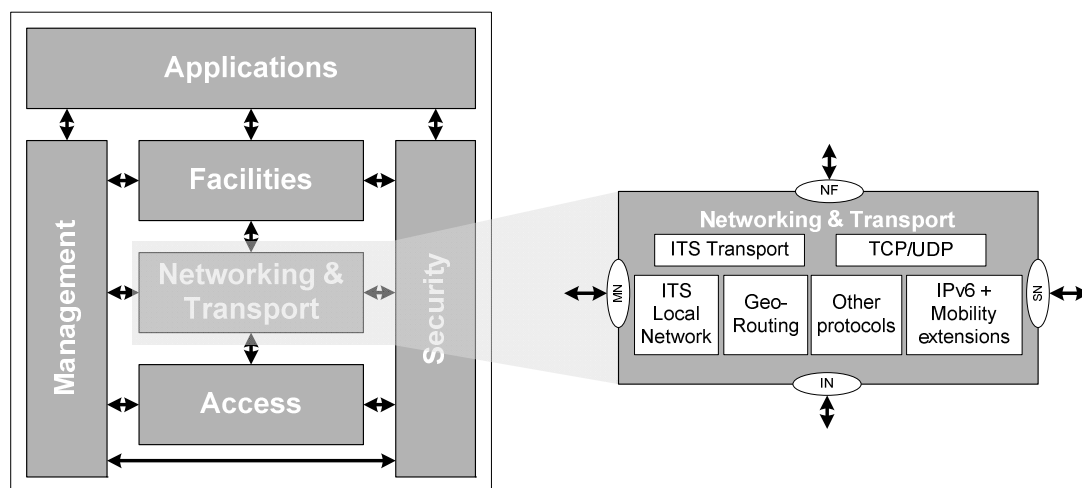 Applications
Facilities
Management
Networking &
Transport
Security
Access
NF
Networking & Transport
ITS Transport
TCP/UDP
MN
SN
ITS
Local
Network
Geo-
Routing
Other
protocols
IPv6 +
Mobility
extensions
IN